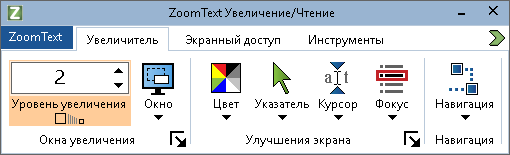 ZoomText Увеличение/Чтение
ZoomText Увеличитель Экранный доступ Инструменты
2
Уровень увеличения Окно Цвет Указатель Курсор Фокус Навигация
Окна увеличения Улучшения экрана Навигация